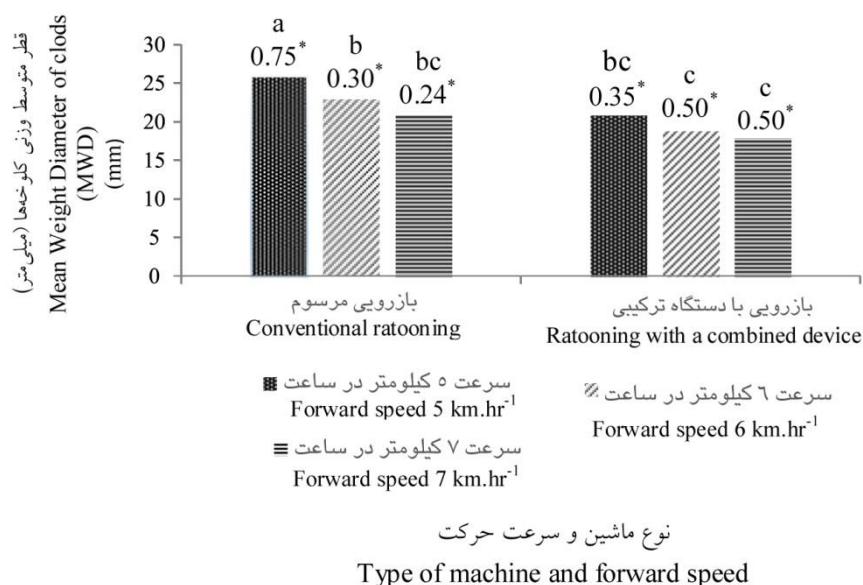 قطر متوسط وزنی کلوخه‌ها (میلی‌متر)
Mean Weight Diameter of clods
(MWD)
(mm)
30
25
20
15
10
5
0
a
0.75*
b
0.30*
bc
0.24*
bc
0.35*
c
0.50*
c
0.50*
بازرویی مرسوم
Conventional ratooning
بازرویی با دستگاه ترکیبی
Ratooning with a combined device
سرعت ٥ کیلومتر در ساعت
Forward speed 5 km.hr⁻¹
سرعت ٦ کیلومتر در ساعت
Forward speed 6 km.hr⁻¹
سرعت ٧ کیلومتر در ساعت
Forward speed 7 km.hr⁻¹
نوع ماشین و سرعت حرکت
Type of machine and forward speed